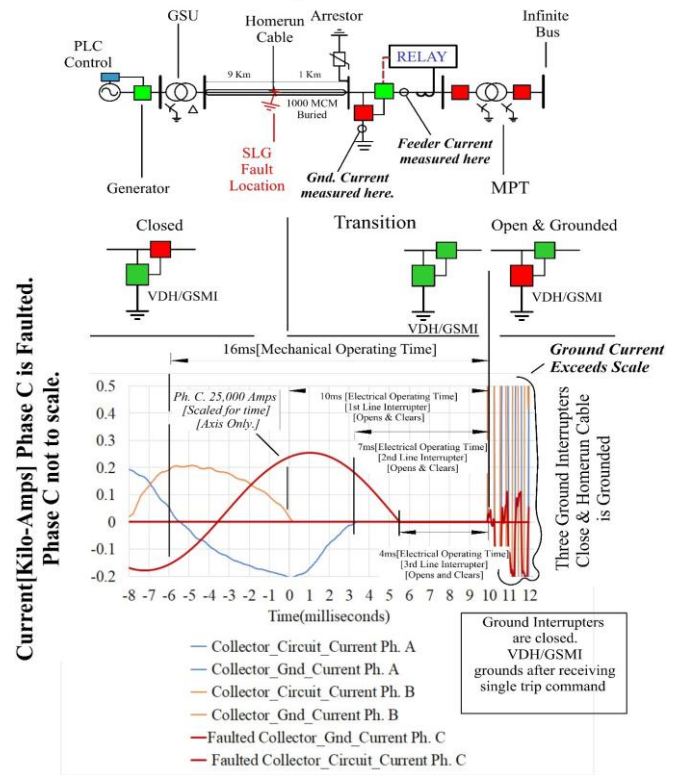 GSU
Homerun
Cable
Arrestor
Infinite
Bus
PLC
Control
RELAY
9 Km
1 Km
1000 MCM
Buried
SLG
Fault
Location
Gnd. Current
measured here.
Feeder Current
measured here
Generator
MPT
Closed
Transition
Open & Grounded
VDH/GSMI
VDH/GSMI
VDH/GSMI
16ms[Mechanical Operating Time]
Ground Current
Exceeds Scale
Current[Kilo-Amps] Phase C is Faulted.
Phase C not to scale.
0.5
0.4
0.3
0.2
0.1
0
-0.1
-0.2
Ph. C. 25,000 Amps
[Scaled for time]
[Axis Only.]
10ms [Electrical Operating Time]
[1st Line Interrupter]
[Opens & Clears]
7ms[Electrical Operating Time]
[2nd Line Interrupter]
[Opens & Clears]
4ms[Electrical Operating Time]
[3rd Line Interrupter]
[Opens and Clears]
Three Ground Interrupters
Close & Homerun Cable
is Grounded
-8 -7 -6 -5 -4 -3 -2 -1 0 1 2 3 4 5 6 7 8 9 10 11 12
Time(milliseconds)
Collector_Circuit_Current Ph. A
Collector_Gnd_Current Ph. A
Collector_Circuit_Current Ph. B
Collector_Gnd_Current Ph. B
Faulted Collector_Gnd_Current Ph. C
Faulted Collector_Circuit_Current Ph. C
Ground Interrupters
are closed.
VDH/GSMI
grounds after receiving
single trip command